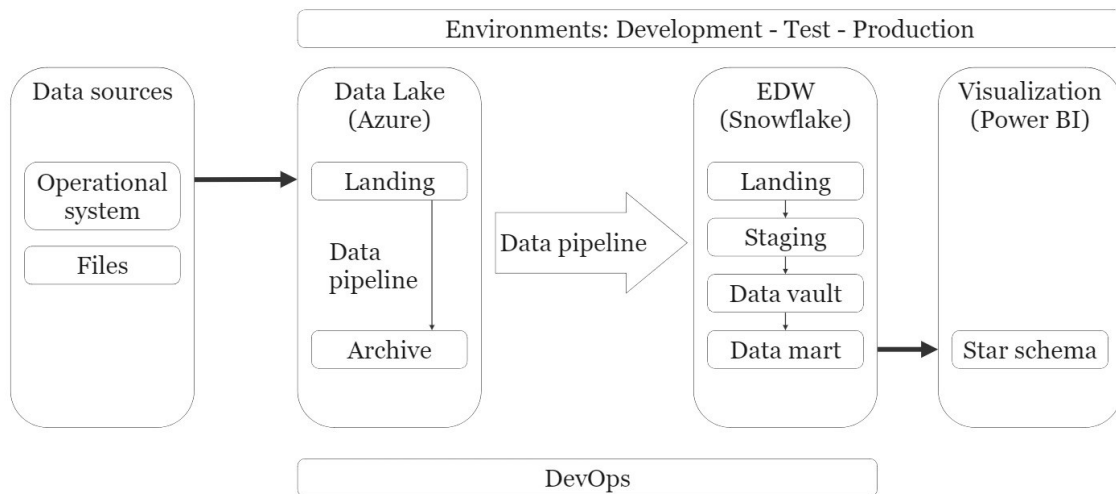 Environments: Development - Test - Production
Data sources
Operational
system
Files
Data Lake
(Azure)
Landing
Data
pipeline
Archive
Data pipeline
EDW
(Snowflake)
Landing
Staging
Data vault
Data mart
Visualization
(Power BI)
Star schema
DevOps